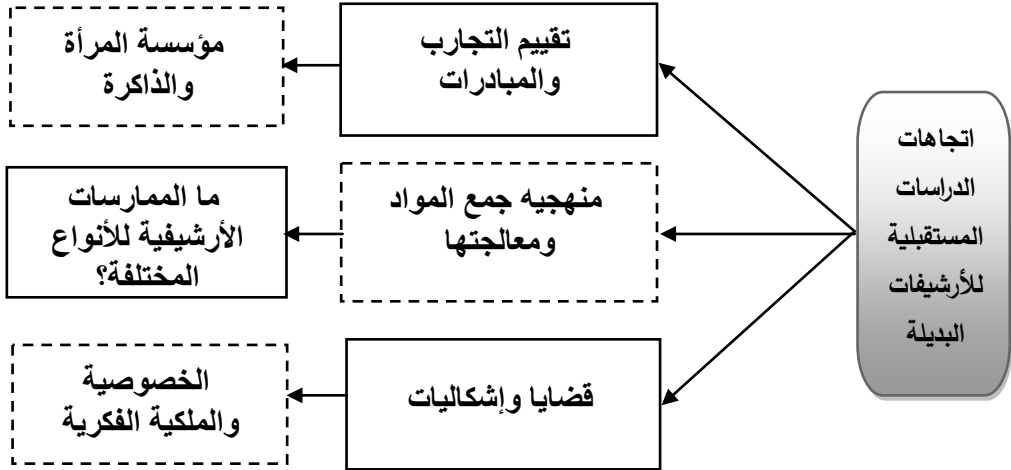 اتجاهات
الدراسات
المستقبلية
للأرشيفات
البديلة
تقييم التجارب
والمبادرات
مؤسسة المرأة
والذاكرة
منهجيه جمع المواد
ومعالجتها
ما الممارسات
الأرشيفية للأنواع
المختلفة؟
قضايا وإشكاليات
الخصوصية
والملكية الفكرية